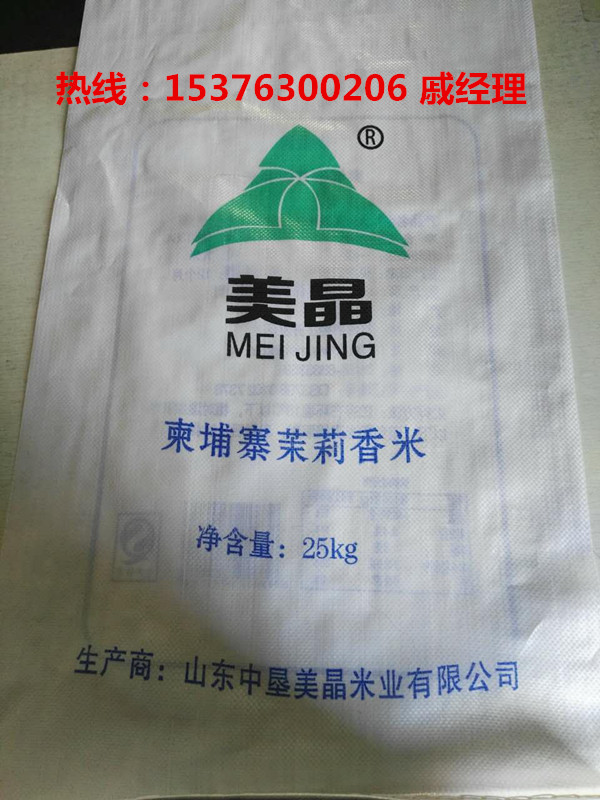 热线：15376300206 戚经理
®
美晶
MEI JING
柬埔寨茉莉香米
净含量：25kg
生产商：山东中垦美晶米业有限公司